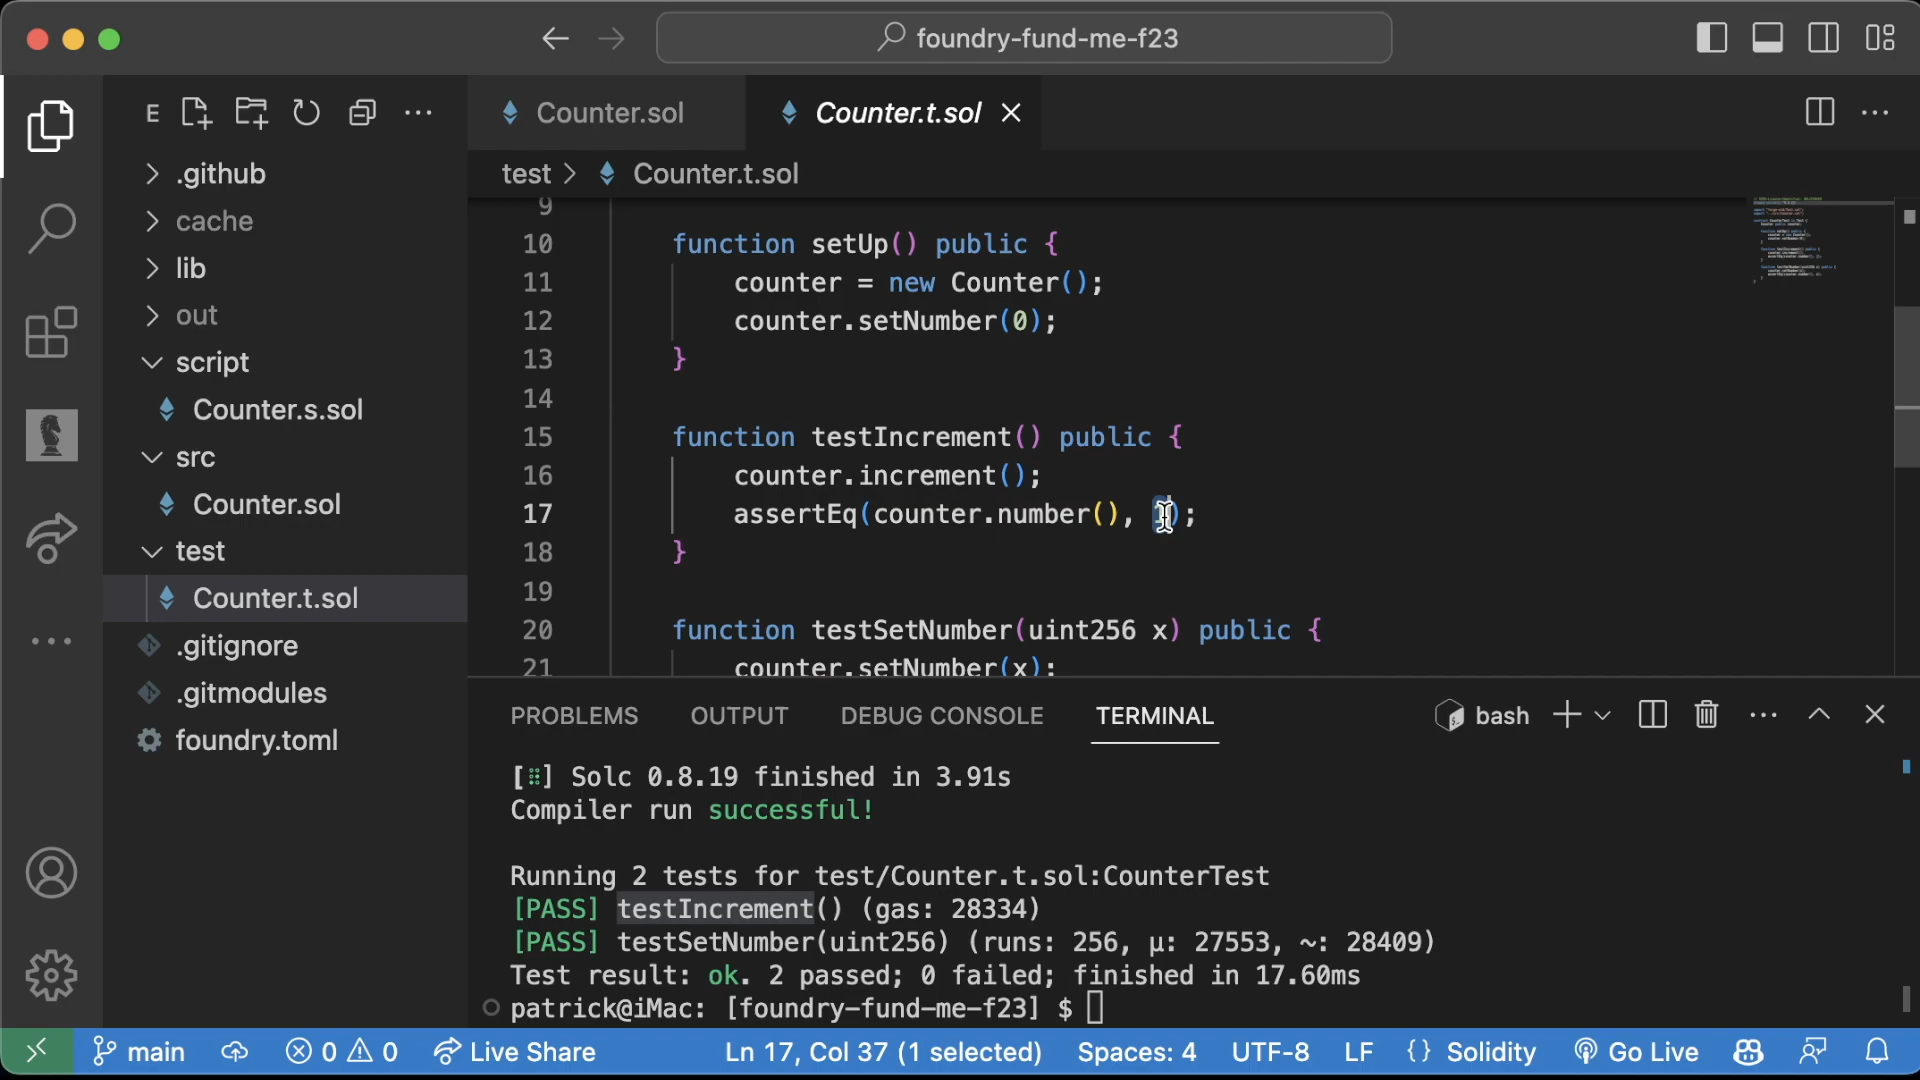 foundry-fund-me-f23
E
.github
cache
lib
out
script
Counter.s.sol
src
Counter.sol
test
Counter.t.sol
.gitignore
.gitmodules
foundry.toml
Counter.sol
Counter.t.sol
test > Counter.t.sol
9
10 function setUp() public {
11 counter = new Counter();
12 counter.setNumber(0);
13 }
14
15 function testIncrement() public {
16 counter.increment();
17 assertEq(counter.number(), 1);
18 }
19
20 function testSetNumber(uint256 x) public {
21 counter.setNumber(x);
PROBLEMS OUTPUT DEBUG CONSOLE TERMINAL bash
[⠿] Solc 0.8.19 finished in 3.91s
Compiler run successful!
Running 2 tests for test/Counter.t.sol:CounterTest
[PASS] testIncrement() (gas: 28334)
[PASS] testSetNumber(uint256) (runs: 256, μ: 27553, ~: 28409)
Test result: ok. 2 passed; 0 failed; finished in 17.60ms
patrick@iMac: [foundry-fund-me-f23] $
main 0 0 Live Share Ln 17, Col 37 (1 selected) Spaces: 4 UTF-8 LF {} Solidity Go Live